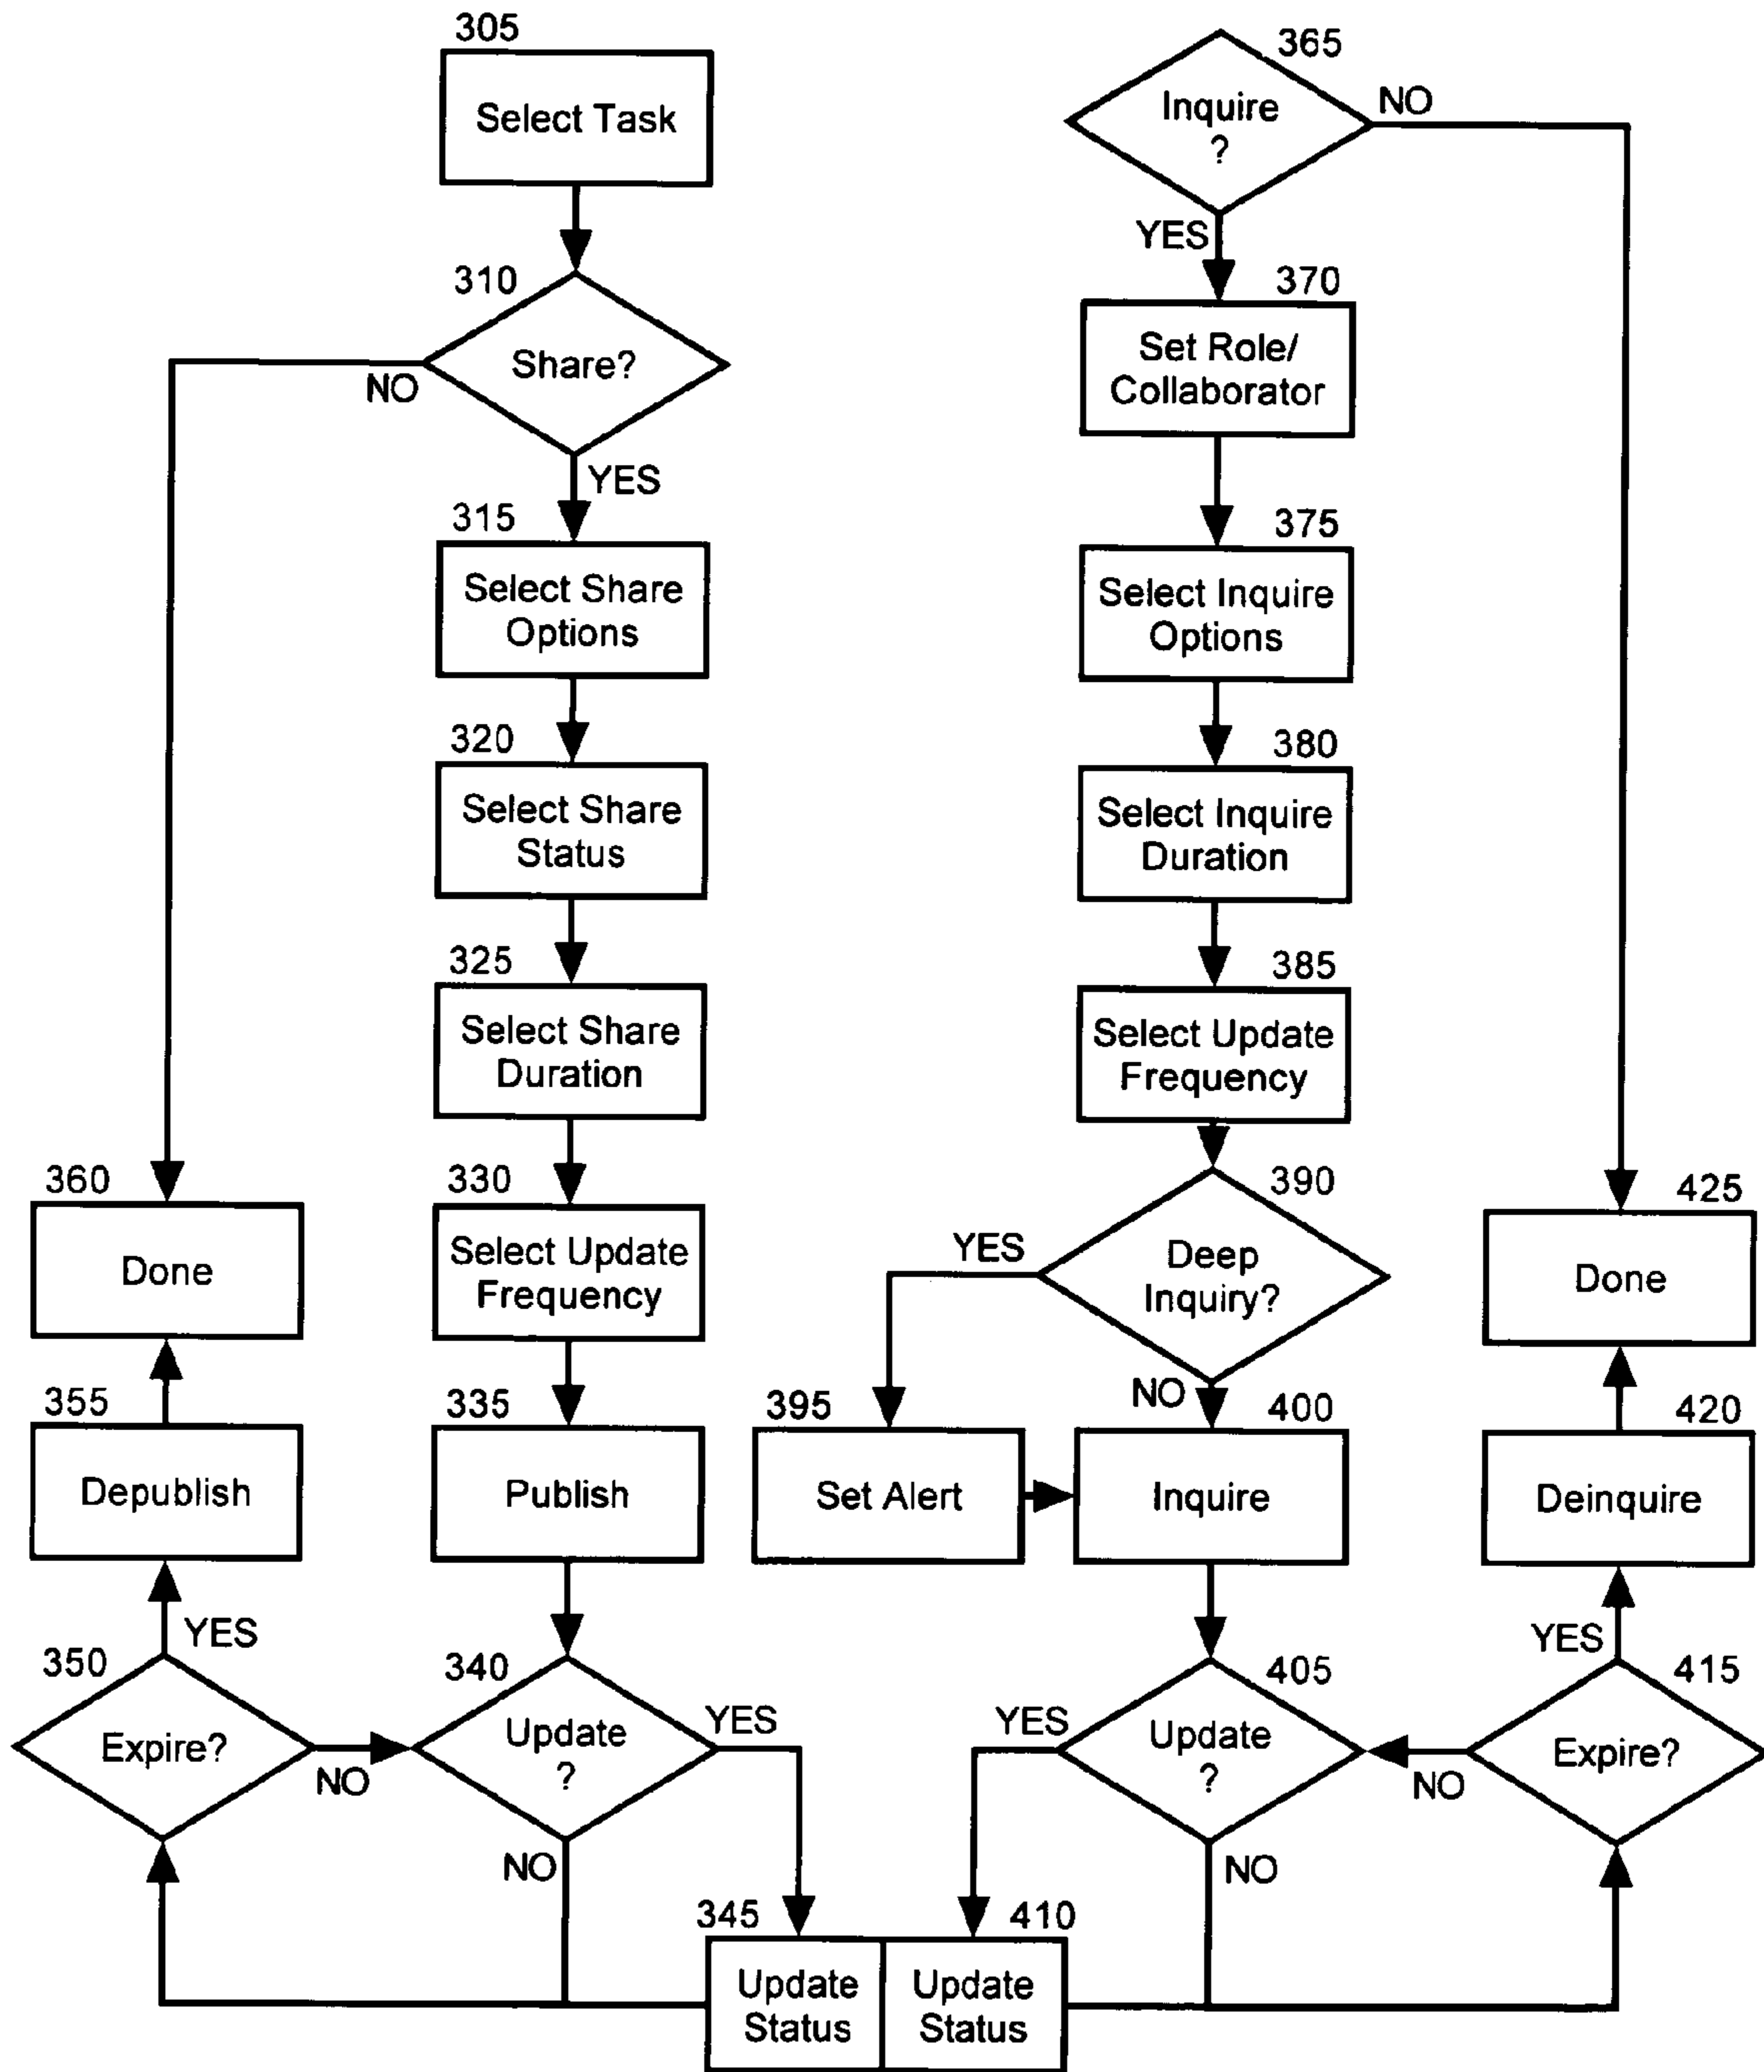 305
Select Task
310
Share?
NO
YES
315
Select Share
Options
320
Select Share
Status
325
Select Share
Duration
330
Select Update
Frequency
335
Publish
340
Update
?
YES
NO
345
Update
Status
350
Expire?
YES
NO
355
Depublish
360
Done
365
Inquire
?
NO
YES
370
Set Role/
Collaborator
375
Select Inquire
Options
380
Select Inquire
Duration
385
Select Update
Frequency
390
Deep
Inquiry?
YES
NO
395
Set Alert
400
Inquire
405
Update
?
YES
NO
410
Update
Status
415
Expire?
YES
NO
420
Deinquire
425
Done